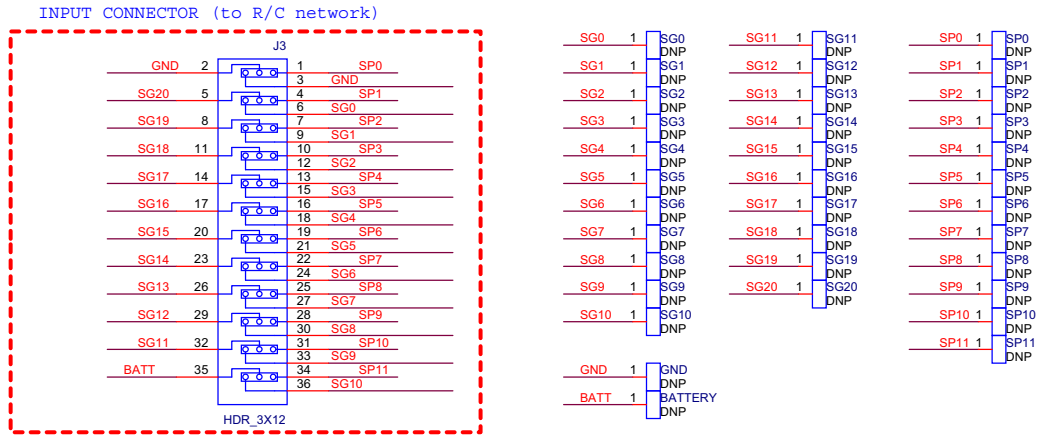 INPUT CONNECTOR (to R/C network)
J3
GND 2 1 SP0
3 GND
SG20 5 4 SP1
6 SG0
SG19 8 7 SP2
9 SG1
SG18 11 10 SP3
12 SG2
SG17 14 13 SP4
15 SG3
SG16 17 16 SP5
18 SG4
SG15 20 19 SP6
21 SG5
SG14 23 22 SP7
24 SG6
SG13 26 25 SP8
27 SG7
SG12 29 28 SP9
30 SG8
SG11 32 31 SP10
33 SG9
BATT 35 34 SP11
36 SG10
HDR_3X12
SG0 1 SG0
DNP
SG1 1 SG1
DNP
SG2 1 SG2
DNP
SG3 1 SG3
DNP
SG4 1 SG4
DNP
SG5 1 SG5
DNP
SG6 1 SG6
DNP
SG7 1 SG7
DNP
SG8 1 SG8
DNP
SG9 1 SG9
DNP
SG10 1 SG10
DNP
GND 1 GND
DNP
BATT 1 BATTERY
DNP
SG11 1 SG11
DNP
SG12 1 SG12
DNP
SG13 1 SG13
DNP
SG14 1 SG14
DNP
SG15 1 SG15
DNP
SG16 1 SG16
DNP
SG17 1 SG17
DNP
SG18 1 SG18
DNP
SG19 1 SG19
DNP
SG20 1 SG20
DNP
SP0 1 SP0
DNP
SP1 1 SP1
DNP
SP2 1 SP2
DNP
SP3 1 SP3
DNP
SP4 1 SP4
DNP
SP5 1 SP5
DNP
SP6 1 SP6
DNP
SP7 1 SP7
DNP
SP8 1 SP8
DNP
SP9 1 SP9
DNP
SP10 1 SP10
DNP
SP11 1 SP11
DNP